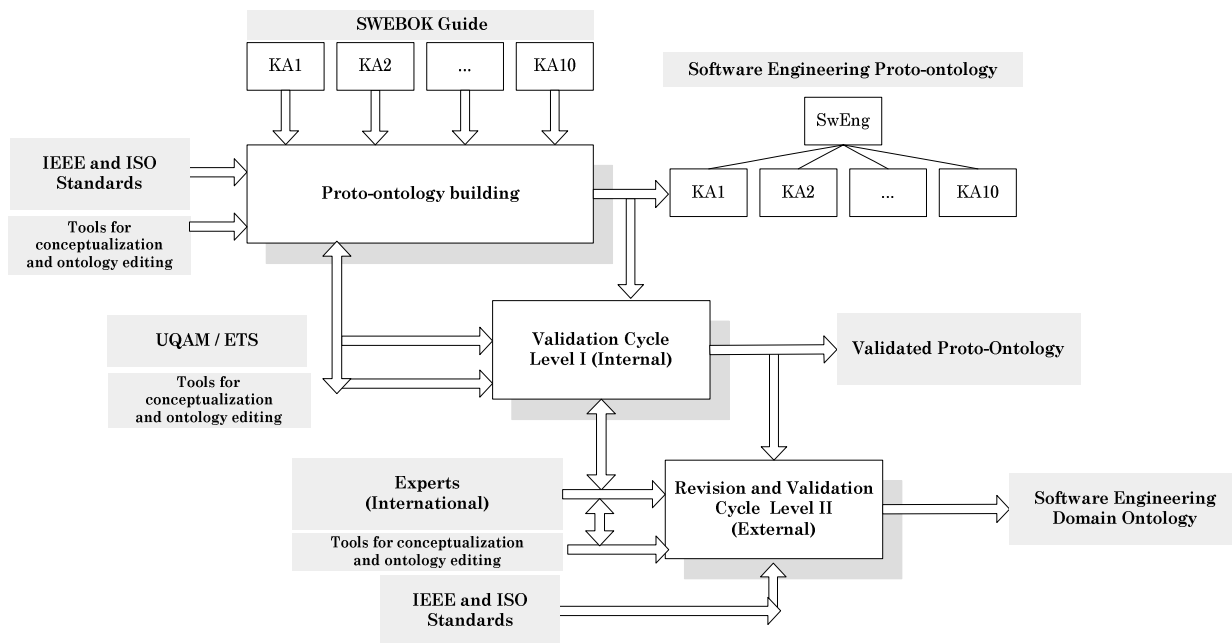 SWEBOK Guide
KA1
KA2
...
KA10
Software Engineering Proto-ontology
SwEng
KA1
KA2
...
KA10
IEEE and ISO
Standards
Tools for
conceptualization
and ontology editing
Proto-ontology building
UQAM / ETS
Tools for
conceptualization
and ontology editing
Validation Cycle
Level I (Internal)
Validated Proto-Ontology
Experts
(International)
Tools for conceptualization
and ontology editing
IEEE and ISO
Standards
Revision and Validation
Cycle Level II
(External)
Software Engineering
Domain Ontology